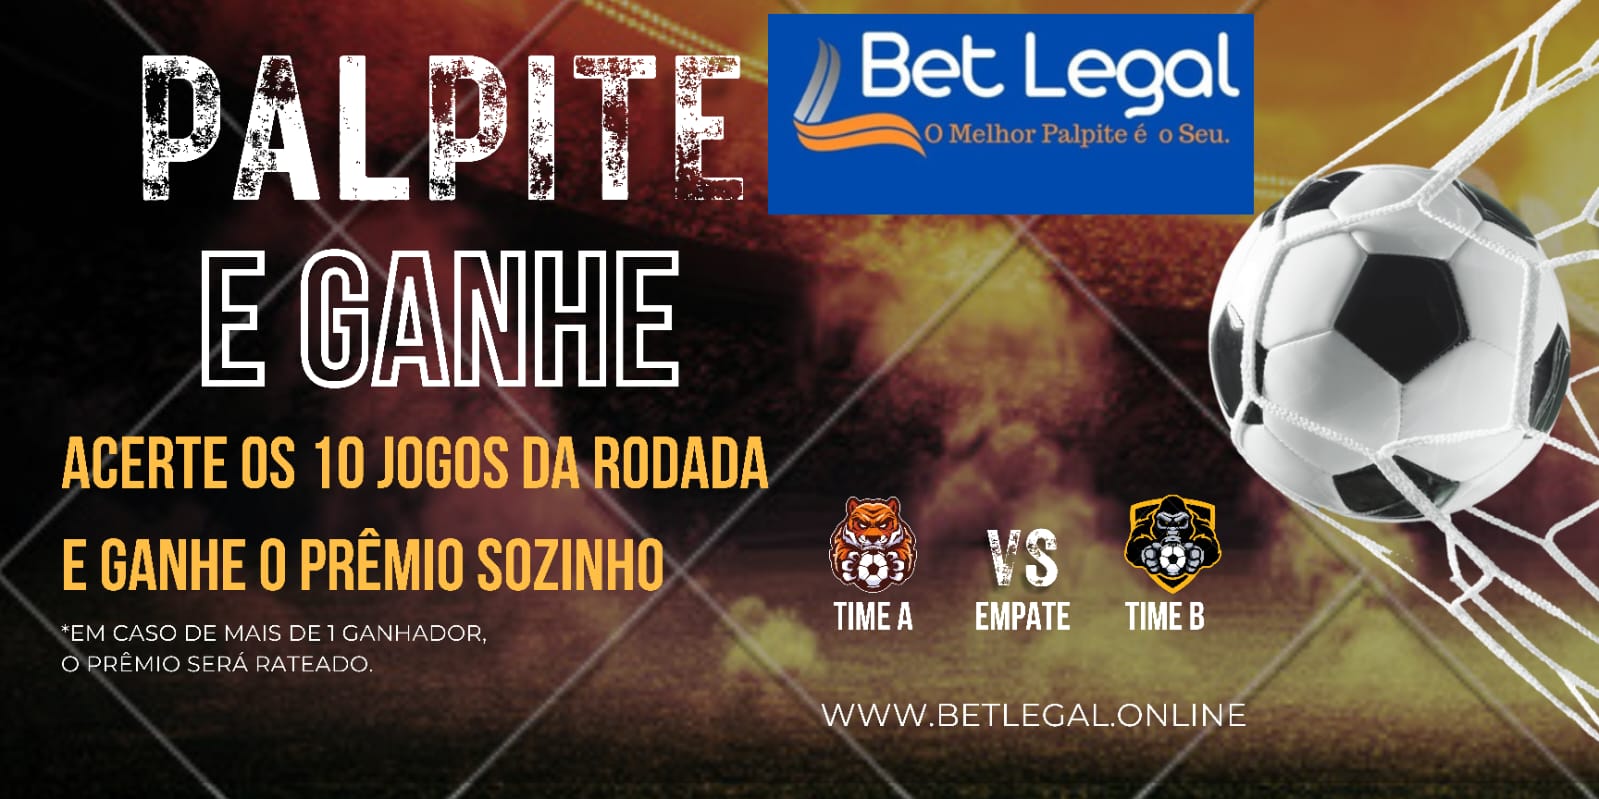 PALPITE
E GANHE
Bet Legal
O Melhor Palpite é o Seu.
ACERTE OS 10 JOGOS DA RODADA
E GANHE O PRÊMIO SOZINHO
*EM CASO DE MAIS DE 1 GANHADOR,
O PRÊMIO SERÁ RATEADO.
VS
TIME A EMPATE TIME B
WWW.BETLEGAL.ONLINE